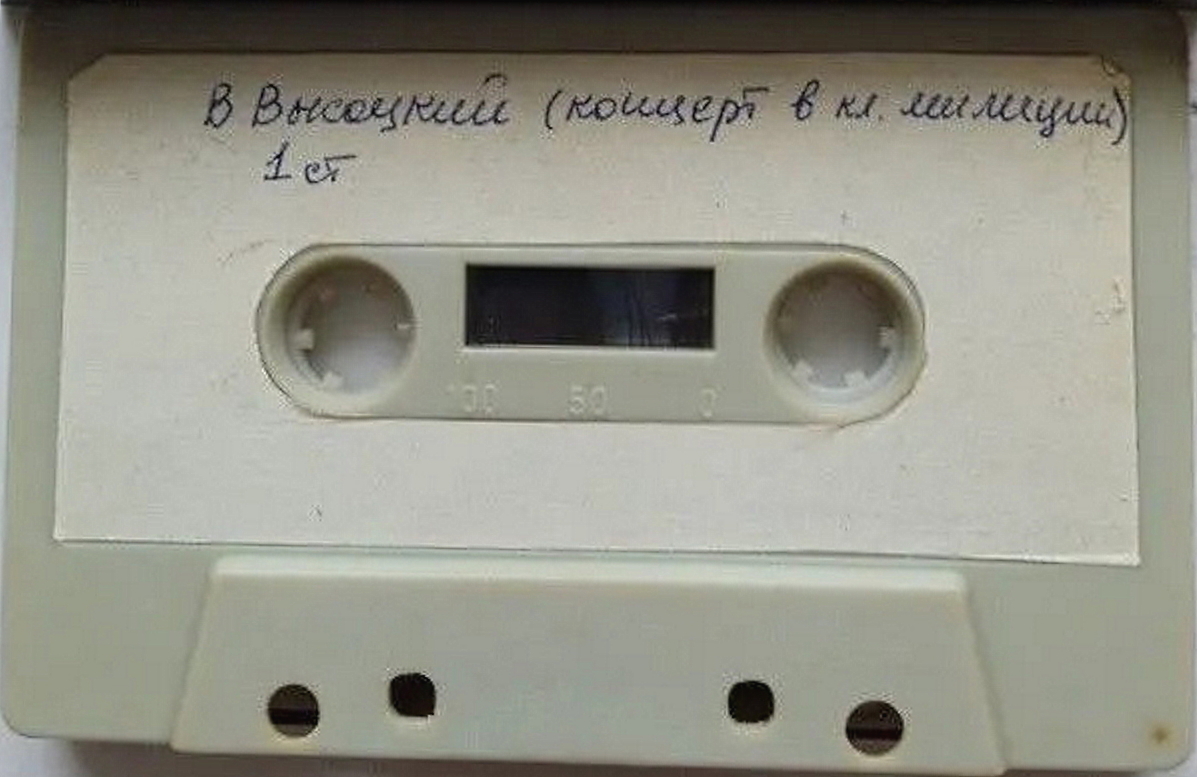 В Высоцкий (концерт в кл. милиции)
1 ст
100 50 0